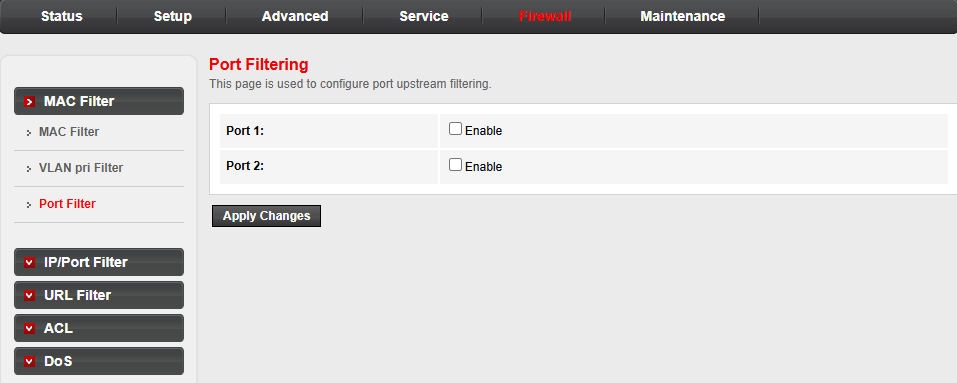 Status Setup Advanced Service Firewall Maintenance
MAC Filter
MAC Filter
VLAN pri Filter
Port Filter
IP/Port Filter
URL Filter
ACL
DoS
Port Filtering
This page is used to configure port upstream filtering.
Port 1: Enable
Port 2: Enable
Apply Changes